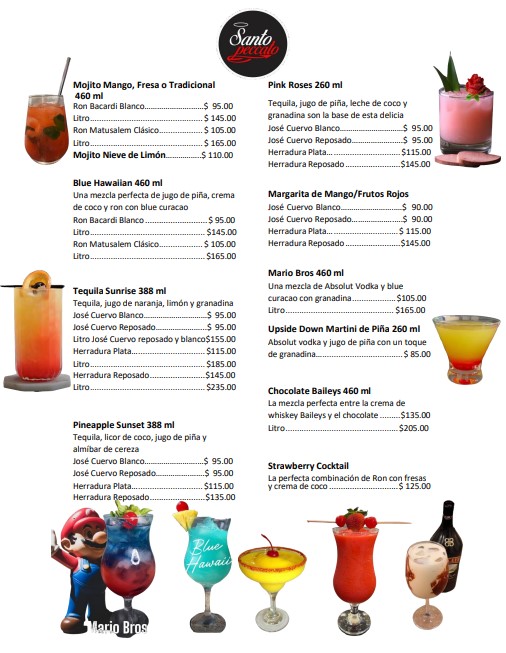 Santo
peccato
Mojito Mango, Fresa o Tradicional
460 ml
Ron Bacardi Blanco.....................$ 95.00
Litro.......................................$ 145.00
Ron Matusalem Clásico...............$ 105.00
Litro.......................................$ 165.00
Mojito Nieve de Limón.............$ 110.00
Blue Hawaiian 460 ml
Una mezcla perfecta de jugo de piña, crema
de coco y ron con blue curacao
Ron Bacardi Blanco ......................$ 95.00
Litro.......................................$145.00
Ron Matusalem Clásico................$ 105.00
Litro.......................................$165.00
Tequila Sunrise 388 ml
Tequila, jugo de naranja, limón y granadina
José Cuervo Blanco.....................$ 95.00
José Cuervo Reposado..................$ 95.00
Litro José Cuervo reposado y blanco$155.00
Herradura Plata..........................$115.00
Litro.......................................$185.00
Herradura Reposado....................$145.00
Litro.......................................$235.00
Pineapple Sunset 388 ml
Tequila, licor de coco, jugo de piña y
almíbar de cereza
José Cuervo Blanco.....................$ 95.00
José Cuervo Reposado..................$ 95.00
Herradura Plata..........................$115.00
Herradura Reposado....................$135.00
Pink Roses 260 ml
Tequila, jugo de piña, leche de coco y
granadina son la base de esta delicia
José Cuervo Blanco.....................$ 95.00
José Cuervo Reposado..................$ 95.00
Herradura Plata..........................$115.00
Herradura Reposado ...................$145.00
Margarita de Mango/Frutos Rojos
José Cuervo Blanco.....................$ 90.00
José Cuervo Reposado..................$ 90.00
Herradura Plata..........................$ 115.00
Herradura Reposado ...................$145.00
Mario Bros 460 ml
Una mezcla de Absolut Vodka y blue
curacao con granadina................$105.00
Litro.......................................$165.00
Upside Down Martini de Piña 260 ml
Absolut vodka y jugo de piña con un toque
de granadina.............................$ 85.00
Chocolate Baileys 460 ml
La mezcla perfecta entre la crema de
whiskey Baileys y el chocolate ........$135.00
Litro.......................................$205.00
Strawberry Cocktail
La perfecta combinación de Ron con fresas
y crema de coco .........................$ 125.00
Mario Bros
Blue
Hawaii